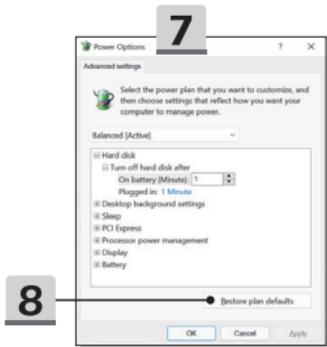 7
Power Options
?
Advanced settings
Select the power plan that you want to customize, and
then choose settings that reflect how you want your
computer to manage power.
Balanced [Active]
Hard disk
Turn off hard disk after
On battery (Minute): 1
Plugged in: 1 Minute
Desktop background settings
Sleep
PCI Express
Processor power management
Display
Battery
8
Restore plan defaults
OK
Cancel
Apply